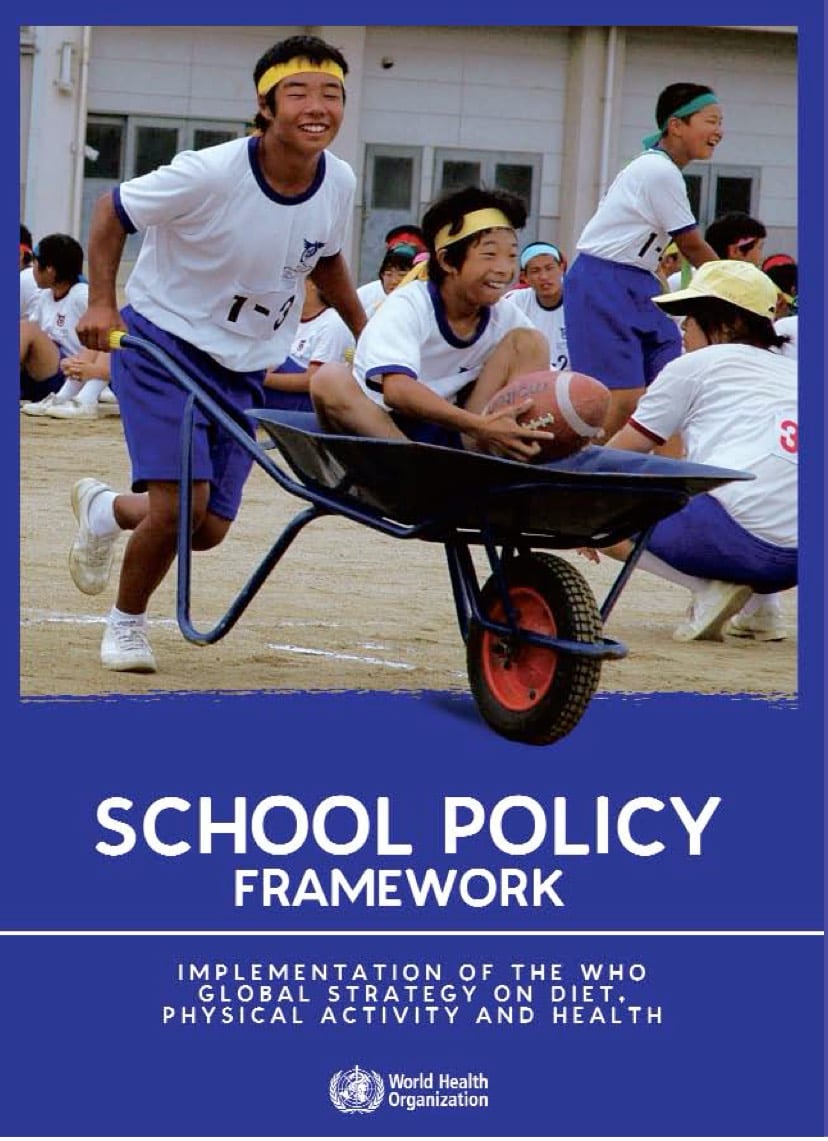 1-3
1-
3
SCHOOL POLICY
FRAMEWORK
IMPLEMENTATION OF THE WHO
GLOBAL STRATEGY ON DIET,
PHYSICAL ACTIVITY AND HEALTH
World Health
Organization